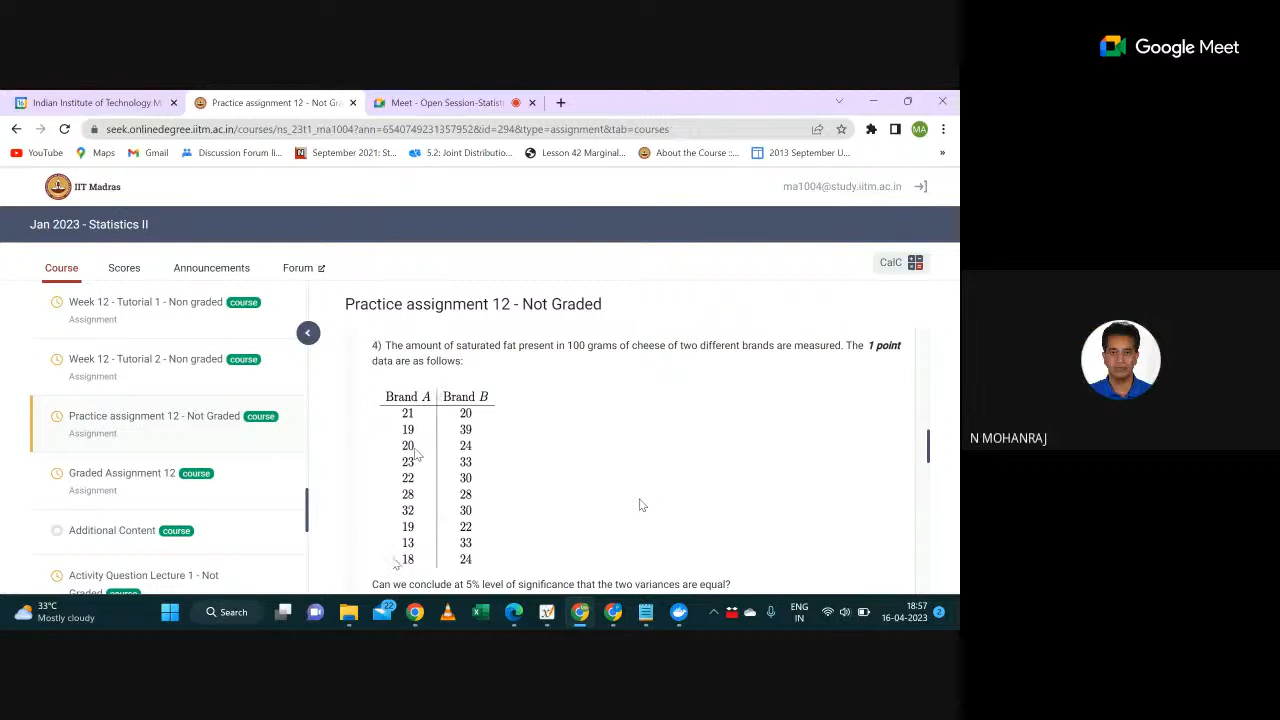 Google Meet
Indian Institute of Technology M
Practice assignment 12 - Not Gra
Meet - Open Session-Statist
seek.onlinedegree.iitm.ac.in/courses/ns_23t1_ma1004?ann=6540749231357952&id=294&type=assignment&tab=courses
MA
YouTube
Maps
Gmail
Discussion Forum li...
September 2021: St...
5.2: Joint Distributio...
Lesson 42 Marginal...
About the Course ::...
2013 September U...
»
IIT Madras
ma1004@study.iitm.ac.in
Jan 2023 - Statistics II
Course Scores Announcements Forum
CalC
Week 12 - Tutorial 1 - Non graded course
Assignment
Week 12 - Tutorial 2 - Non graded course
Assignment
Practice assignment 12 - Not Graded course
Assignment
Graded Assignment 12 course
Assignment
Additional Content course
Activity Question Lecture 1 - Not
Graded course
Practice assignment 12 - Not Graded
4) The amount of saturated fat present in 100 grams of cheese of two different brands are measured. The 1 point
data are as follows:
Brand A Brand B
21 20
19 39
20 24
23 33
22 30
28 28
32 30
19 22
13 33
18 24
Can we conclude at 5% level of significance that the two variances are equal?
N MOHANRAJ
33°C
Mostly cloudy
Search
22
ENG
IN
18:57
16-04-2023
2